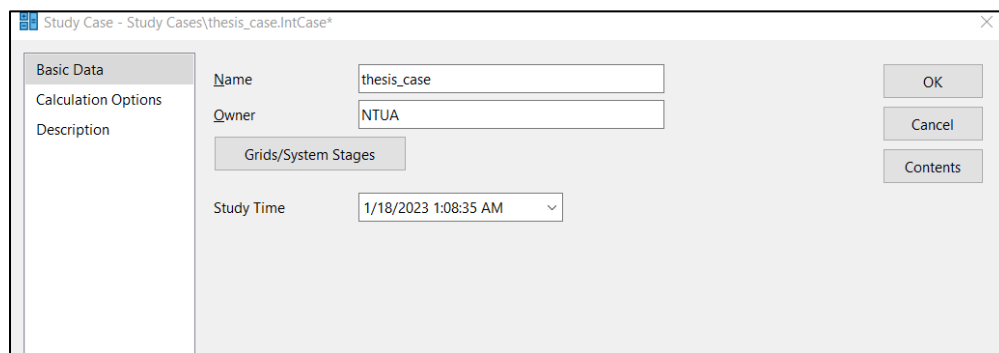 Study Case - Study Cases\thesis_case.IntCase*
Basic Data
Calculation Options
Description
Name thesis_case
Owner NTUA
Grids/System Stages
Study Time 1/18/2023 1:08:35 AM
OK
Cancel
Contents